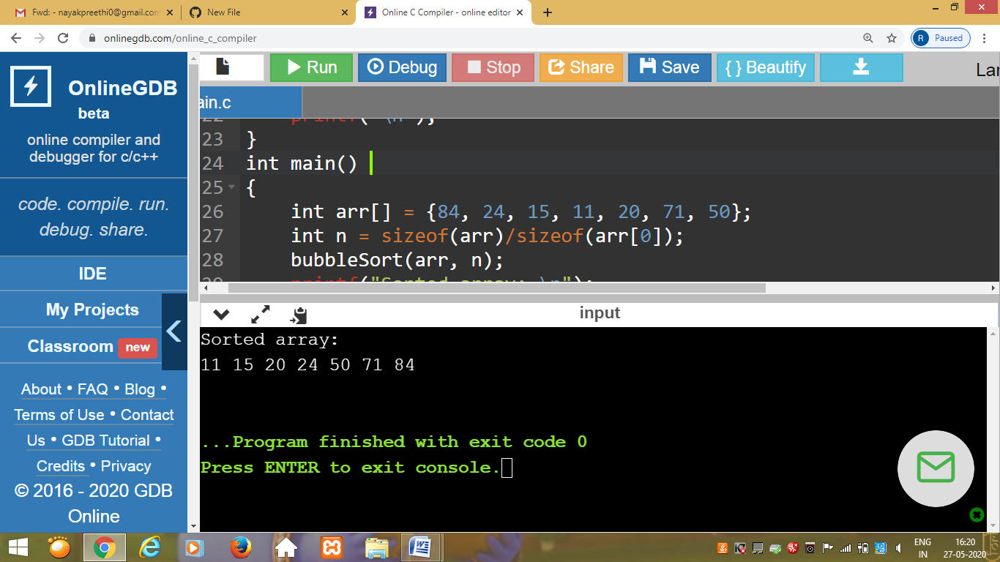 Fwd: - nayakpreethi0@gmail.com
New File
Online C Compiler - online editor
onlinegdb.com/online_c_compiler
R Paused
OnlineGDB
beta
online compiler and
debugger for c/c++
code. compile. run.
debug. share.
IDE
My Projects
Classroom new
About • FAQ • Blog •
Terms of Use • Contact
Us • GDB Tutorial •
Credits • Privacy
© 2016 - 2020 GDB
Online
Run Debug Stop Share Save { } Beautify
Lan
ain.c
22 printf("\n");
23 }
24 int main()
25 {
26 int arr[] = {84, 24, 15, 11, 20, 71, 50};
27 int n = sizeof(arr)/sizeof(arr[0]);
28 bubbleSort(arr, n);
29 printf("Sorted array: \n");
input
Sorted array:
11 15 20 24 50 71 84
...Program finished with exit code 0
Press ENTER to exit console.
ENG
IN
16:20
27-05-2020